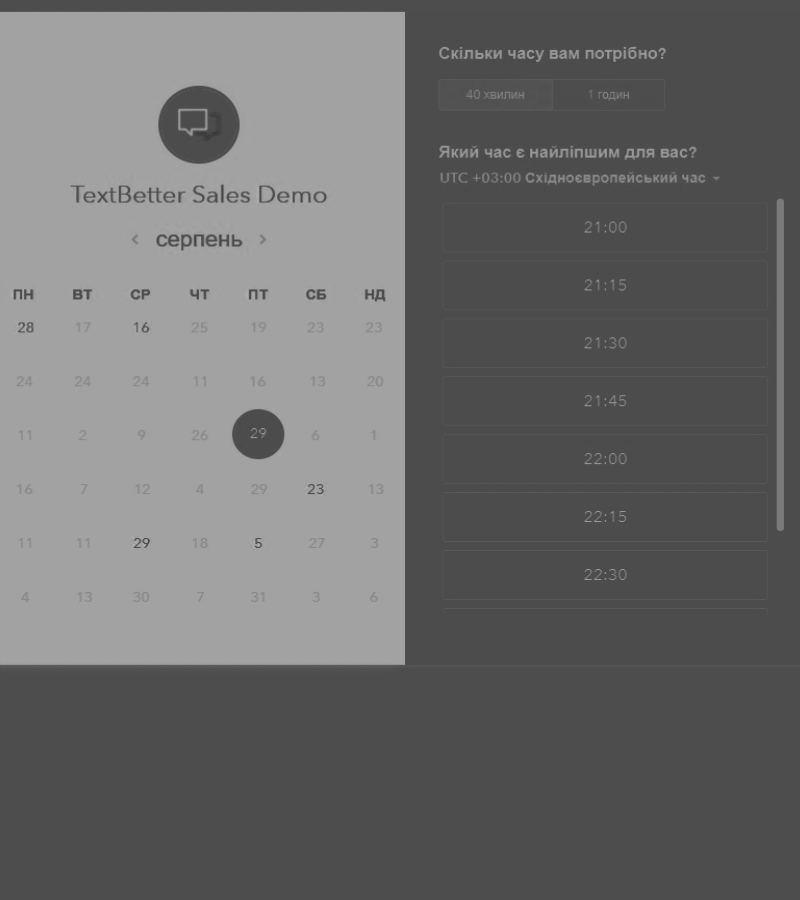 TextBetter Sales Demo
серпень
ПН ВТ СР ЧТ ПТ СБ НД
28 17 16 25 19 23 23
24 24 24 11 16 13 20
11 2 9 26 29 6 1
16 7 12 4 29 23 13
11 11 29 18 5 27 3
4 13 30 7 31 3 6
Скільки часу вам потрібно?
40 хвилин 1 годин
Який час є найліпшим для вас?
UTC +03:00 Східноєвропейський час
21:00
21:15
21:30
21:45
22:00
22:15
22:30